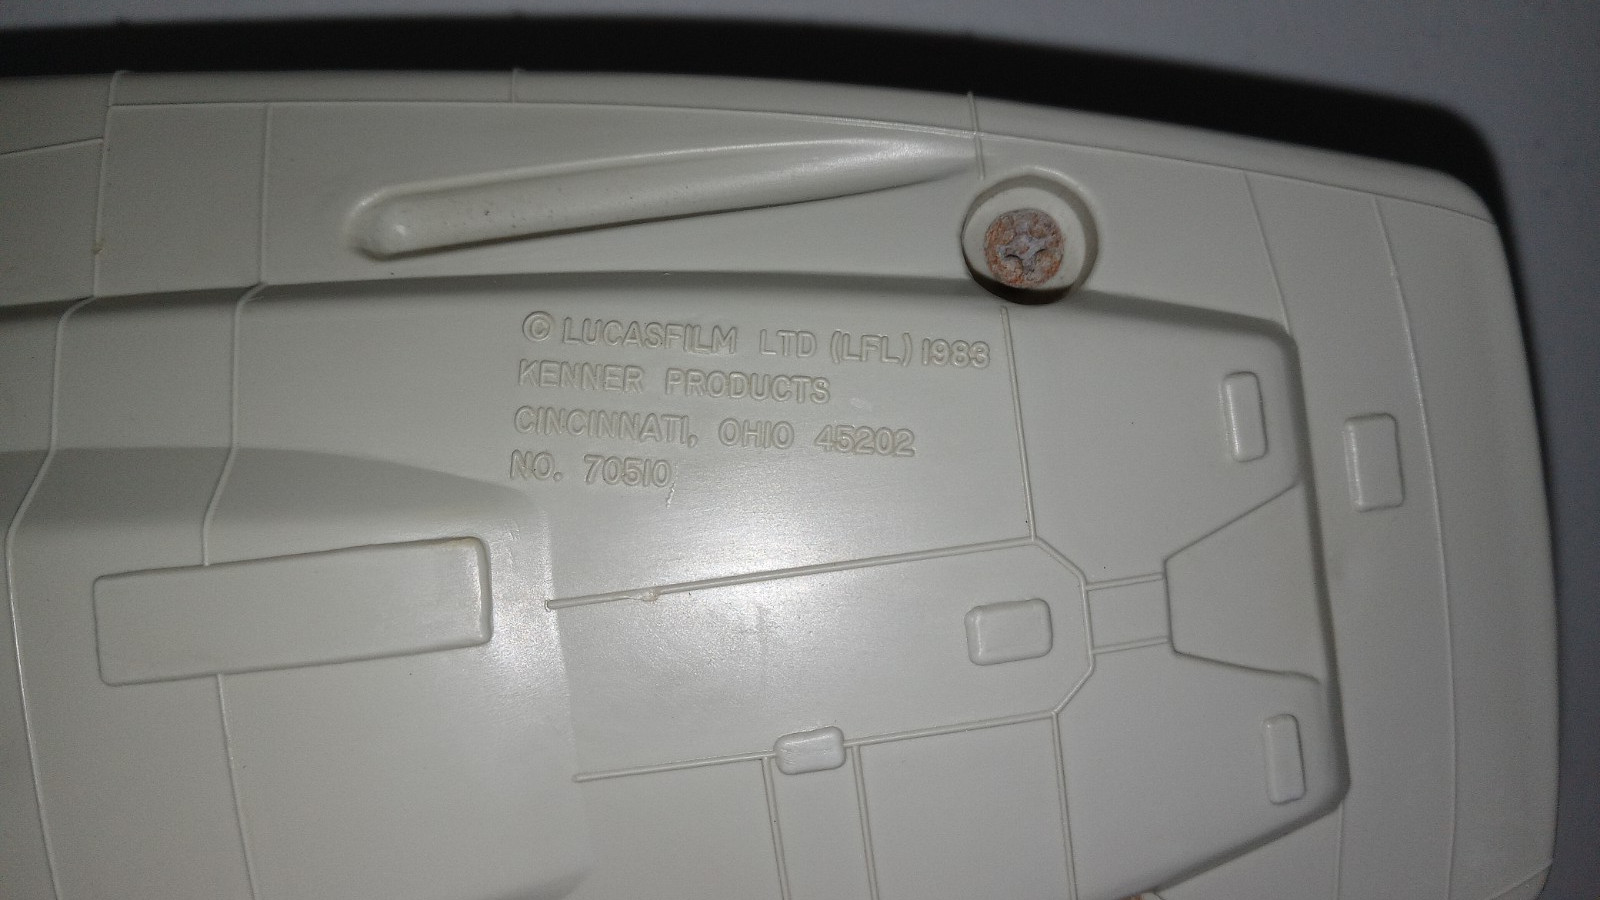 © LUCASFILM LTD (LFL) 1983
KENNER PRODUCTS
CINCINNATI, OHIO 45202
NO. 70510